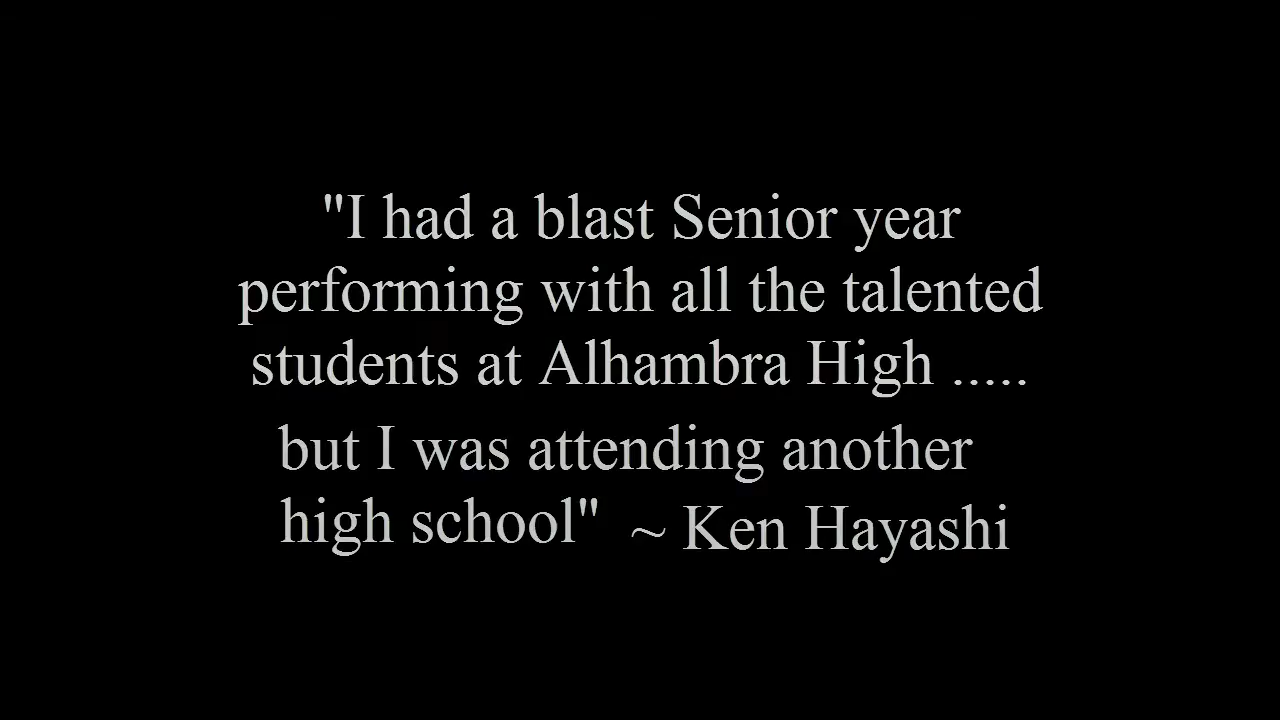 "I had a blast Senior year
performing with all the talented
students at Alhambra High .....
but I was attending another
high school" ~ Ken Hayashi